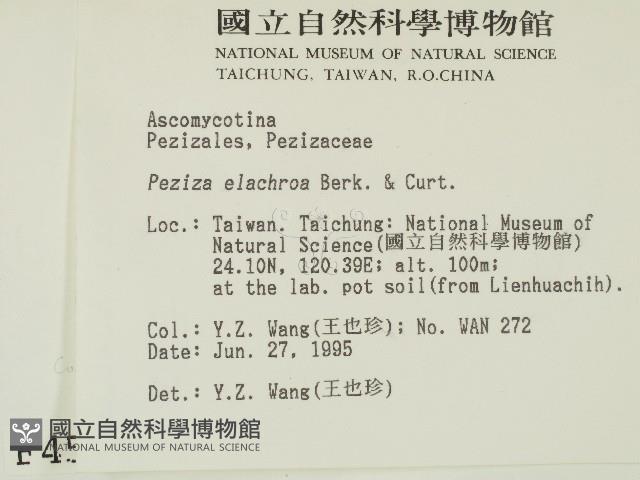 國立自然科學博物館
NATIONAL MUSEUM OF NATURAL SCIENCE
TAICHUNG, TAIWAN, R.O.CHINA
Ascomycotina
Pezizales, Pezizaceae
Peziza elachroa Berk. & Curt.
Loc.: Taiwan. Taichung: National Museum of
Natural Science(國立自然科學博物館)
24.10N, 120.39E; alt. 100m;
at the lab. pot soil(from Lienhuachih).
Col.: Y.Z. Wang(王也珍); No. WAN 272
Date: Jun. 27, 1995
Det.: Y.Z. Wang(王也珍)
國立自然科學博物館
NATIONAL MUSEUM OF NATURAL SCIENCE